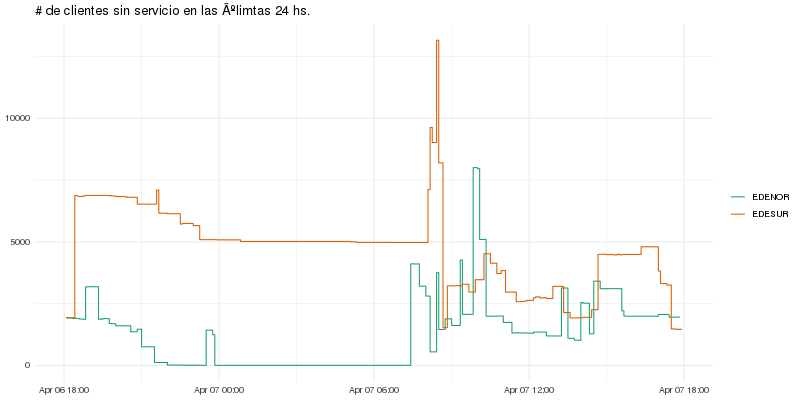 # de clientes sin servicio en las Ãºlimtas 24 hs.
10000
5000
0
Apr 06 18:00
Apr 07 00:00
Apr 07 06:00
Apr 07 12:00
Apr 07 18:00
EDENOR
EDESUR